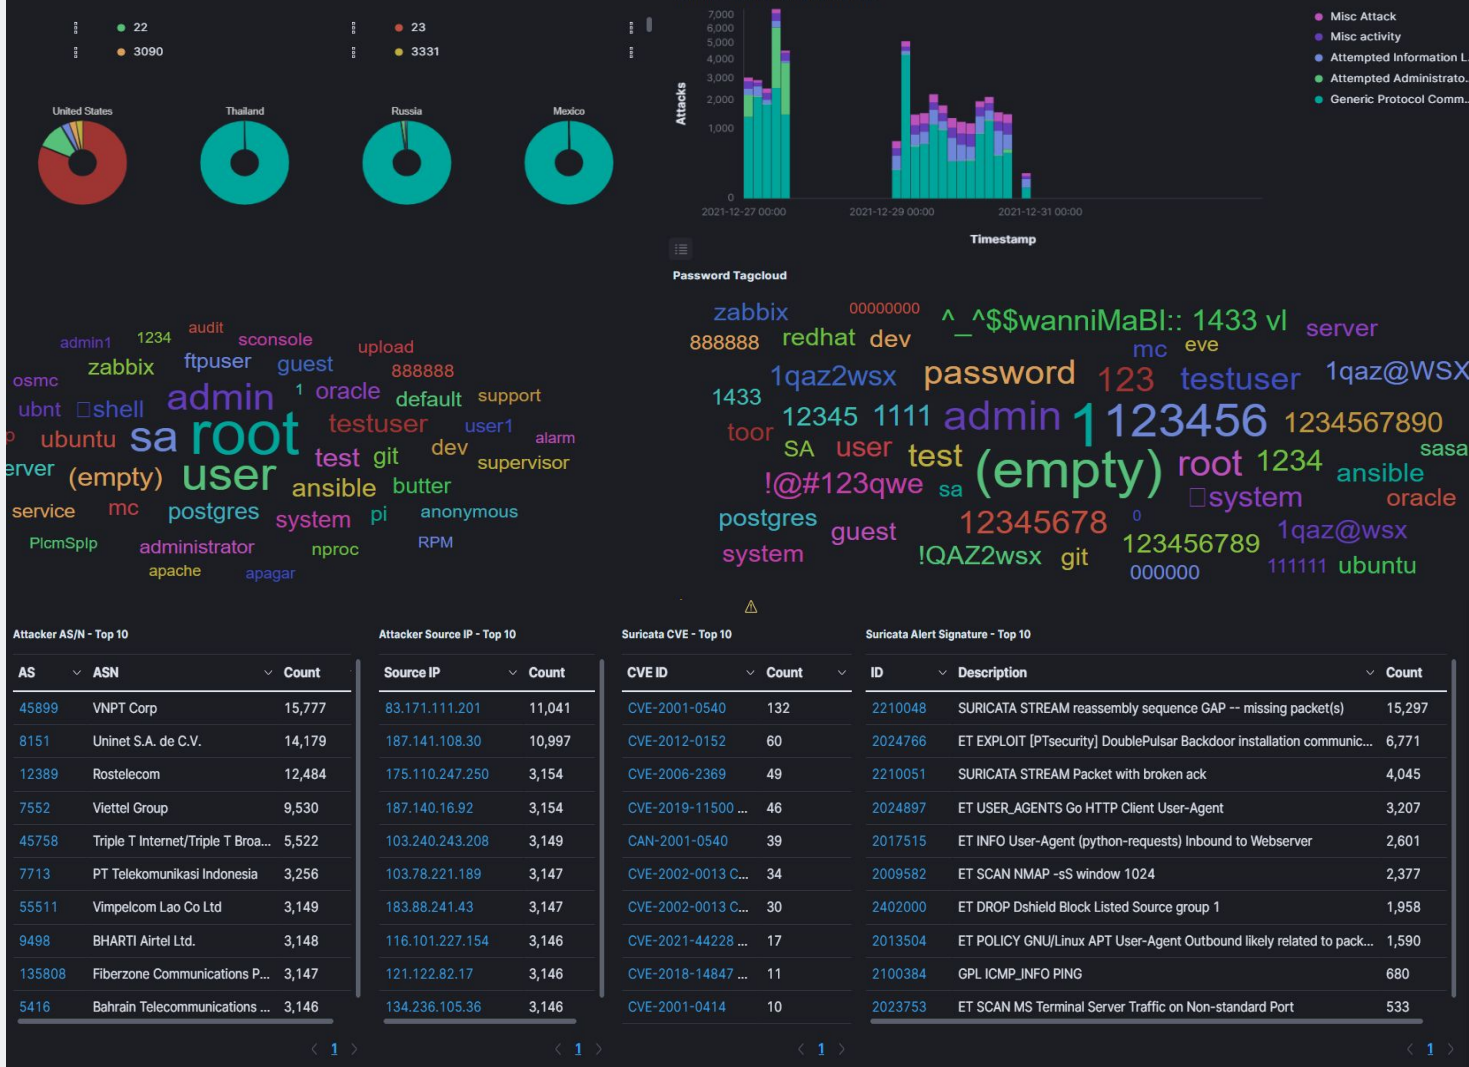 22
23
3090
3331
United States
Thailand
Russia
Mexico
7,000
6,000
5,000
4,000
3,000
2,000
1,000
0
Attacks
2021-12-27 00:00
2021-12-29 00:00
2021-12-31 00:00
Timestamp
Misc Attack
Misc activity
Attempted Information L...
Attempted Administrato...
Generic Protocol Comm...
Password Tagcloud
admin1 1234 audit sconsole upload
zabbix ftpuser guest 888888
osmc admin 1 oracle default support
ubnt shell testuser user1 alarm
ubuntu sa root test git dev supervisor
erver (empty) user ansible butter
service mc postgres system pi anonymous
PlcmSpIp administrator nproc RPM
apache apagar
zabbix 00000000 ^_^$$wanniMaBI:: 1433 vl server
888888 redhat dev mc eve
1qaz2wsx password 123 testuser 1qaz@WSX
1433 12345 1111 admin 1 123456 1234567890
toor SA user test (empty) root 1234 sasa
!@#123qwe sa system ansible oracle
postgres guest 12345678 0 123456789 1qaz@wsx
system !QAZ2wsx git 000000 111111 ubuntu
Attacker AS/N - Top 10
AS ASN Count
45899 VNPT Corp 15,777
8151 Uninet S.A. de C.V. 14,179
12389 Rostelecom 12,484
7552 Viettel Group 9,530
45758 Triple T Internet/Triple T Broa... 5,522
7713 PT Telekomunikasi Indonesia 3,256
55511 Vimpelcom Lao Co Ltd 3,149
9498 BHARTI Airtel Ltd. 3,148
135808 Fiberzone Communications P... 3,147
5416 Bahrain Telecommunications ... 3,146
1
Attacker Source IP - Top 10
Source IP Count
83.171.111.201 11,041
187.141.108.30 10,997
175.110.247.250 3,154
187.140.16.92 3,154
103.240.243.208 3,149
103.78.221.189 3,147
183.88.241.43 3,147
116.101.227.154 3,146
121.122.82.17 3,146
134.236.105.36 3,146
1
Suricata CVE - Top 10
CVE ID Count
CVE-2001-0540 132
CVE-2012-0152 60
CVE-2006-2369 49
CVE-2019-11500 ... 46
CAN-2001-0540 39
CVE-2002-0013 C... 34
CVE-2002-0013 C... 30
CVE-2021-44228 ... 17
CVE-2018-14847 ... 11
CVE-2001-0414 10
1
Suricata Alert Signature - Top 10
ID Description Count
2210048 SURICATA STREAM reassembly sequence GAP -- missing packet(s) 15,297
2024766 ET EXPLOIT [PTsecurity] DoublePulsar Backdoor installation communic... 6,771
2210051 SURICATA STREAM Packet with broken ack 4,045
2024897 ET USER_AGENTS Go HTTP Client User-Agent 3,207
2017515 ET INFO User-Agent (python-requests) Inbound to Webserver 2,601
2009582 ET SCAN NMAP -sS window 1024 2,377
2402000 ET DROP Dshield Block Listed Source group 1 1,958
2013504 ET POLICY GNU/Linux APT User-Agent Outbound likely related to pack... 1,590
2100384 GPL ICMP_INFO PING 680
2023753 ET SCAN MS Terminal Server Traffic on Non-standard Port 533
1